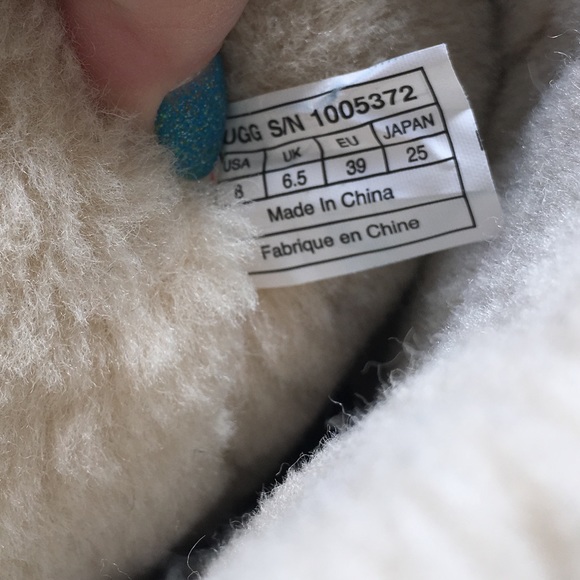 UGG S/N 1005372
USA UK EU JAPAN
8 6.5 39 25
Made In China
Fabrique en Chine